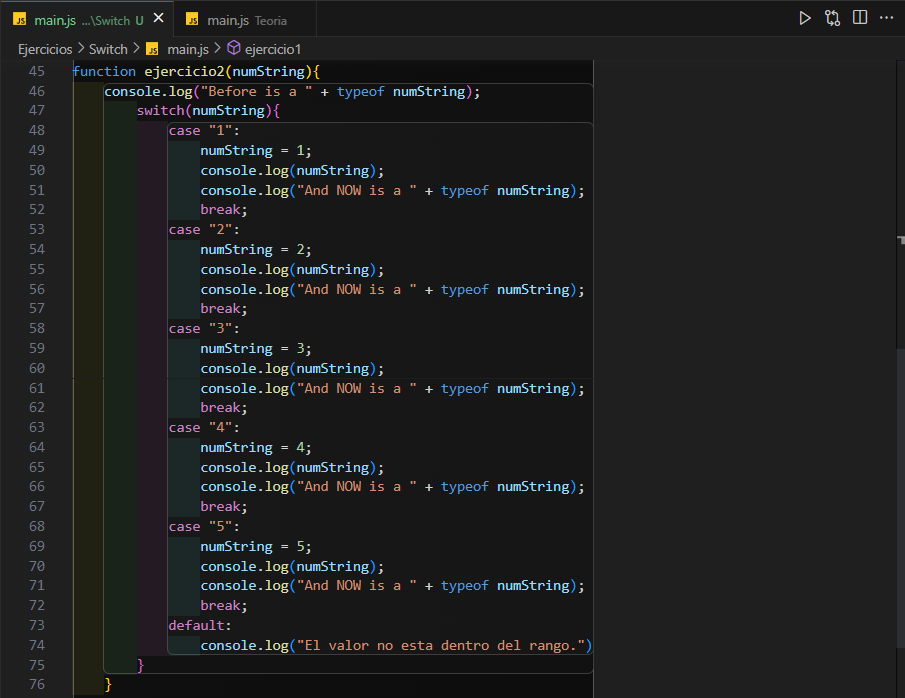 JS main.js ...\Switch U ✕ JS main.js Teoria
Ejercicios > Switch > JS main.js > ejercicio1
45 function ejercicio2(numString){
46 console.log("Before is a " + typeof numString);
47 switch(numString){
48 case "1":
49 numString = 1;
50 console.log(numString);
51 console.log("And NOW is a " + typeof numString);
52 break;
53 case "2":
54 numString = 2;
55 console.log(numString);
56 console.log("And NOW is a " + typeof numString);
57 break;
58 case "3":
59 numString = 3;
60 console.log(numString);
61 console.log("And NOW is a " + typeof numString);
62 break;
63 case "4":
64 numString = 4;
65 console.log(numString);
66 console.log("And NOW is a " + typeof numString);
67 break;
68 case "5":
69 numString = 5;
70 console.log(numString);
71 console.log("And NOW is a " + typeof numString);
72 break;
73 default:
74 console.log("El valor no esta dentro del rango.")
75 }
76 }